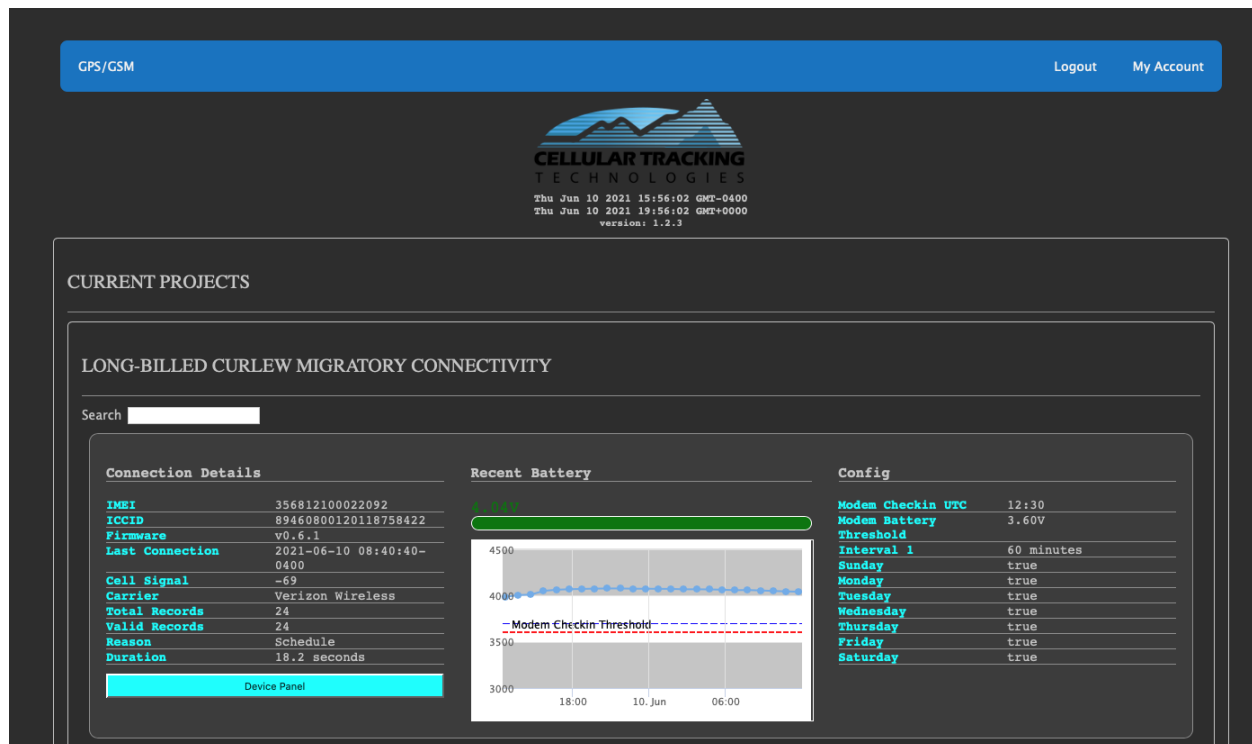 GPS/GSM
Logout
My Account
CELLULAR TRACKING
TECHNOLOGIES
Thu Jun 10 2021 15:56:02 GMT-0400
Thu Jun 10 2021 19:56:02 GMT+0000
version: 1.2.3
CURRENT PROJECTS
LONG-BILLED CURLEW MIGRATORY CONNECTIVITY
Search
Connection Details
IMEI 356812100022092
ICCID 89460800120118758422
Firmware v0.6.1
Last Connection 2021-06-10 08:40:40-
0400
Cell Signal -69
Carrier Verizon Wireless
Total Records 24
Valid Records 24
Reason Schedule
Duration 18.2 seconds
Device Panel
Recent Battery
4.04V
4500
4000
Modem Checkin Threshold
3500
3000
18:00 10. Jun 06:00
Config
Modem Checkin UTC 12:30
Modem Battery 3.60V
Threshold
Interval 1 60 minutes
Sunday true
Monday true
Tuesday true
Wednesday true
Thursday true
Friday true
Saturday true